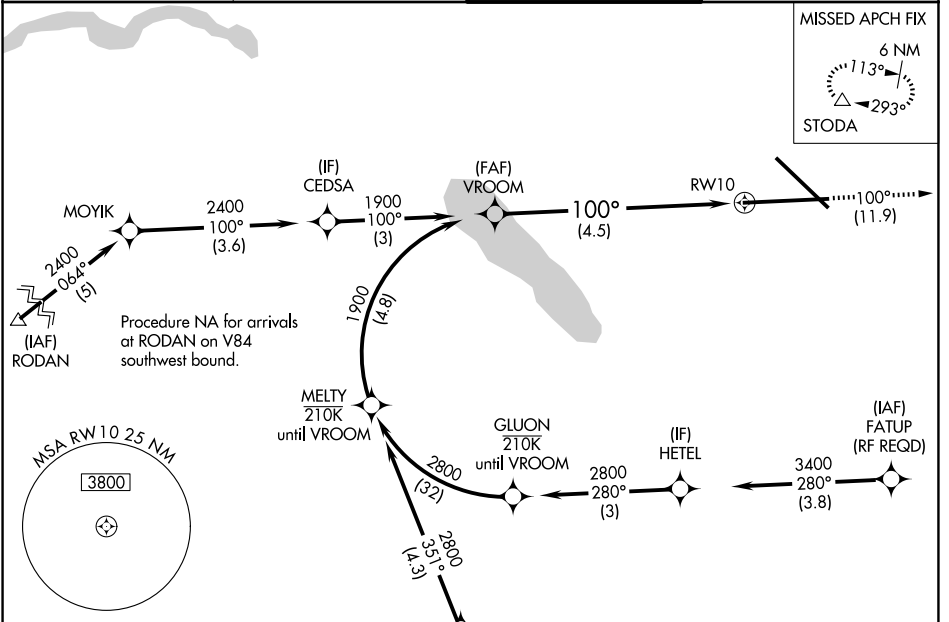 MISSED APCH FIX
6 NM
113°
293°
STODA
(IF)
CEDSA
(FAF)
VROOM
RW10
MOYIK
2400
100°
(3.6)
1900
100°
(3)
100°
(4.5)
100°
(11.9)
2400
064°
(5)
(IAF)
RODAN
Procedure NA for arrivals
at RODAN on V84
southwest bound.
1900
(4.8)
MELTY
210K
until VROOM
GLUON
210K
until VROOM
(IF)
HETEL
(IAF)
FATUP
(RF REQD)
2800
(32)
2800
280°
(3)
3400
280°
(3.8)
2800
351°
(4.3)
MSA RW10 25 NM
3800